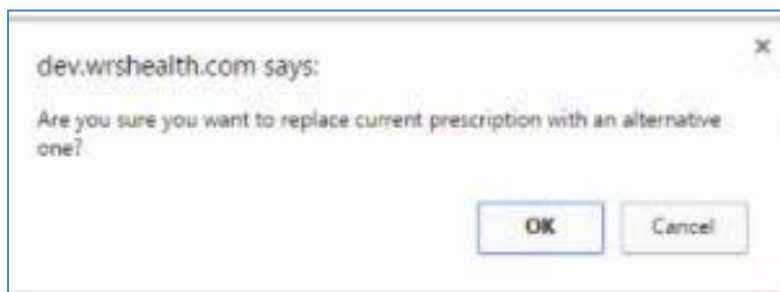 dev.wrshealth.com says:
Are you sure you want to replace current prescription with an alternative
one?
OK
Cancel